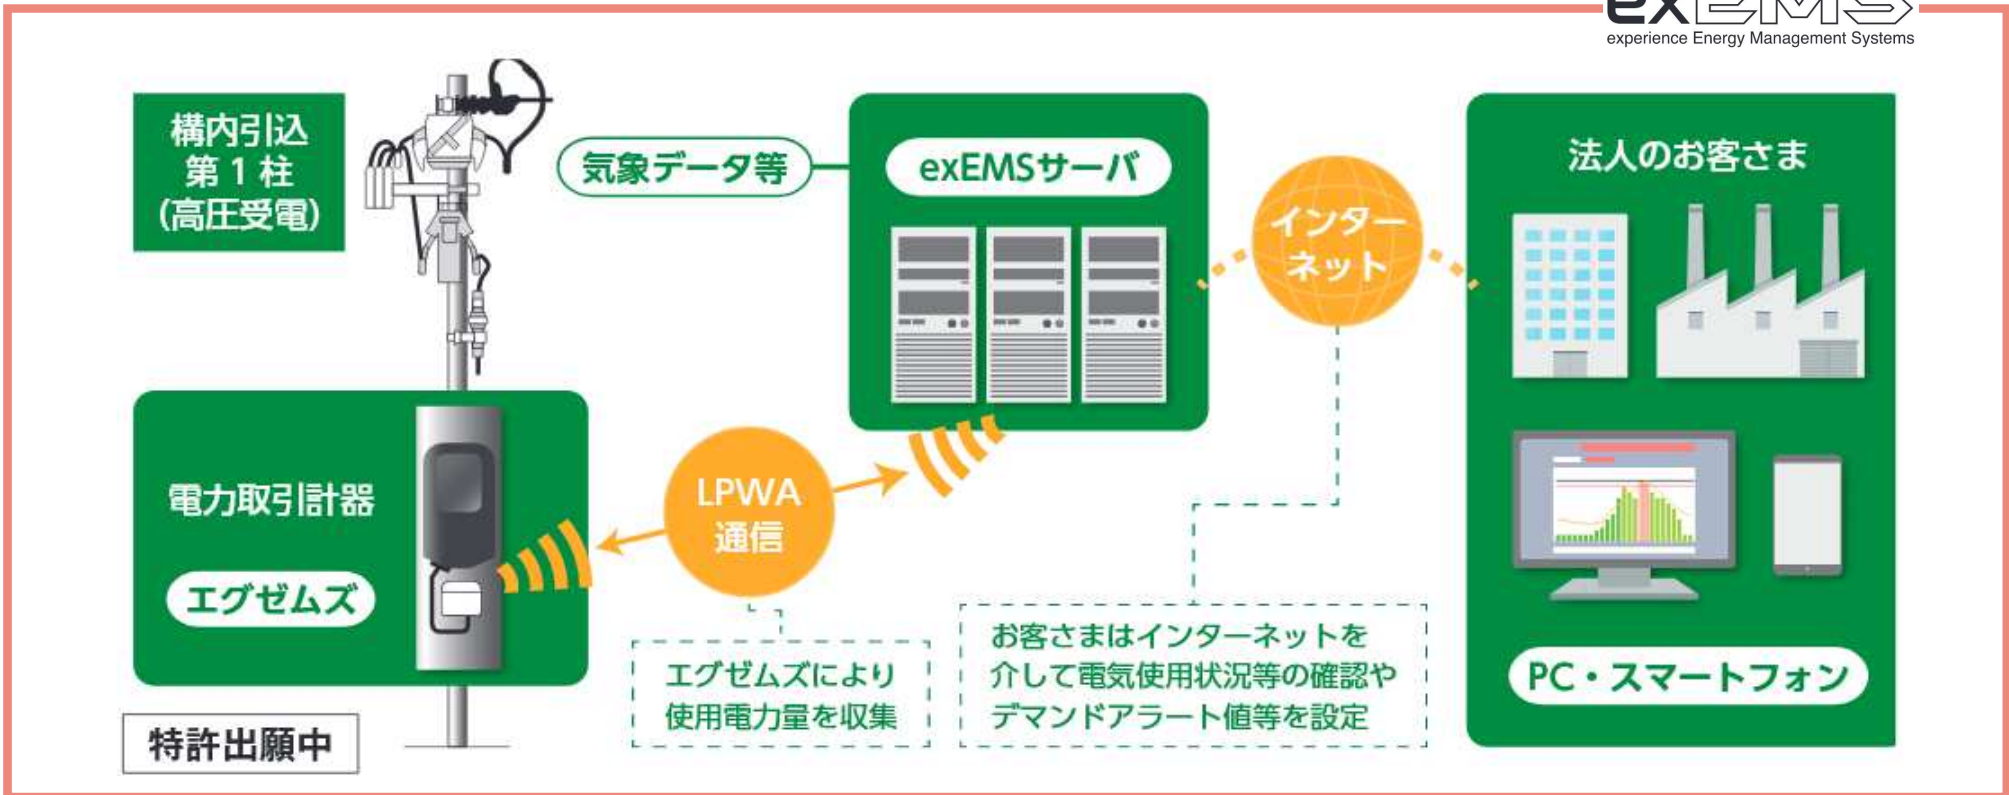 exEMS
experience Energy Management Systems
構内引込
第1柱
(高圧受電)
気象データ等
exEMSサーバ
インター
ネット
法人のお客さま
電力取引計器
エグゼムズ
LPWA
通信
エグゼムズにより
使用電力量を収集
お客さまはインターネットを
介して電気使用状況等の確認や
デマンドアラート値等を設定
PC・スマートフォン
特許出願中